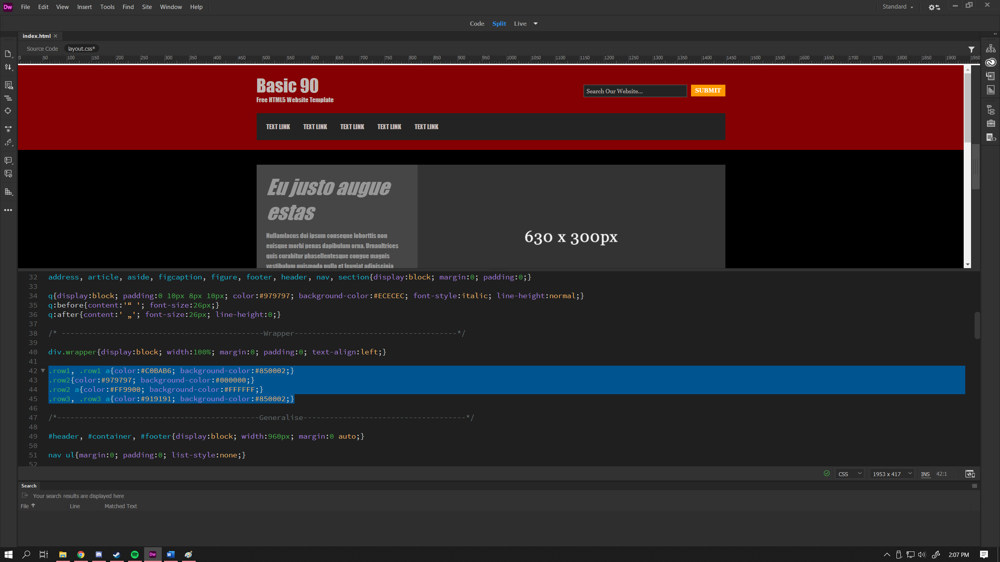 Dw File Edit View Insert Tools Find Site Window Help Standard
Code Split Live
index.html
Source Code layout.css*
0 50 100 150 200 250 300 350 400 450 500 550 600 650 700 750 800 850 900 950 1000 1050 1100 1150 1200 1250 1300 1350 1400 1450 1500 1550 1600 1650 1700 1750 1800 1850 1900 1950
Basic 90
Free HTML5 Website Template
Search Our Website... SUBMIT
TEXT LINK TEXT LINK TEXT LINK TEXT LINK TEXT LINK
Eu justo augue
estas
Nullamlacus dui ipsum conseque loborttis non
euisque morbi penas dapibulum orna. Urnaultrices
quis curabitur phasellentesque congue magnis
vestibulum quismodo nulla et feugiat adipiscinia
630 x 300px
32 address, article, aside, figcaption, figure, footer, header, nav, section{display:block; margin:0; padding:0;}
33
34 q{display:block; padding:0 10px 8px 10px; color:#979797; background-color:#ECECEC; font-style:italic; line-height:normal;}
35 q:before{content:'“ '; font-size:26px;}
36 q:after{content:' „'; font-size:26px; line-height:0;}
37
38 /* ----------------------------------------------Wrapper-------------------------------------*/
39
40 div.wrapper{display:block; width:100%; margin:0; padding:0; text-align:left;}
41
42 .row1, .row1 a{color:#C0BAB6; background-color:#850002;}
43 .row2{color:#979797; background-color:#000000;}
44 .row2 a{color:#FF9900; background-color:#FFFFFF;}
45 .row3, .row3 a{color:#919191; background-color:#850002;}
46
47 /*----------------------------------------------Generalise-------------------------------------*/
48
49 #header, #container, #footer{display:block; width:960px; margin:0 auto;}
50
51 nav ul{margin:0; padding:0; list-style:none;}
52
CSS 1953 x 417 INS 42:1
Search
Your search results are displayed here
File Line Matched Text
Dw W 2:07 PM